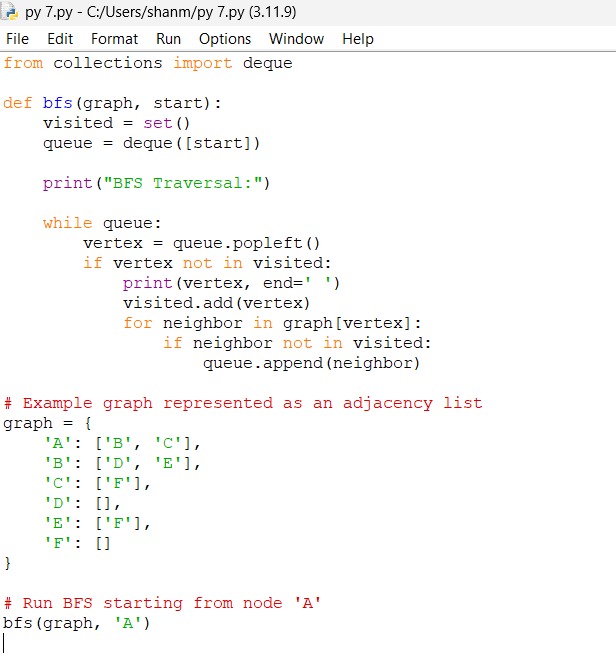 py 7.py - C:/Users/shanm/py 7.py (3.11.9)
File Edit Format Run Options Window Help
from collections import deque

def bfs(graph, start):
    visited = set()
    queue = deque([start])

    print("BFS Traversal:")

    while queue:
        vertex = queue.popleft()
        if vertex not in visited:
            print(vertex, end=' ')
            visited.add(vertex)
            for neighbor in graph[vertex]:
                if neighbor not in visited:
                    queue.append(neighbor)

# Example graph represented as an adjacency list
graph = {
    'A': ['B', 'C'],
    'B': ['D', 'E'],
    'C': ['F'],
    'D': [],
    'E': ['F'],
    'F': []
}

# Run BFS starting from node 'A'
bfs(graph, 'A')